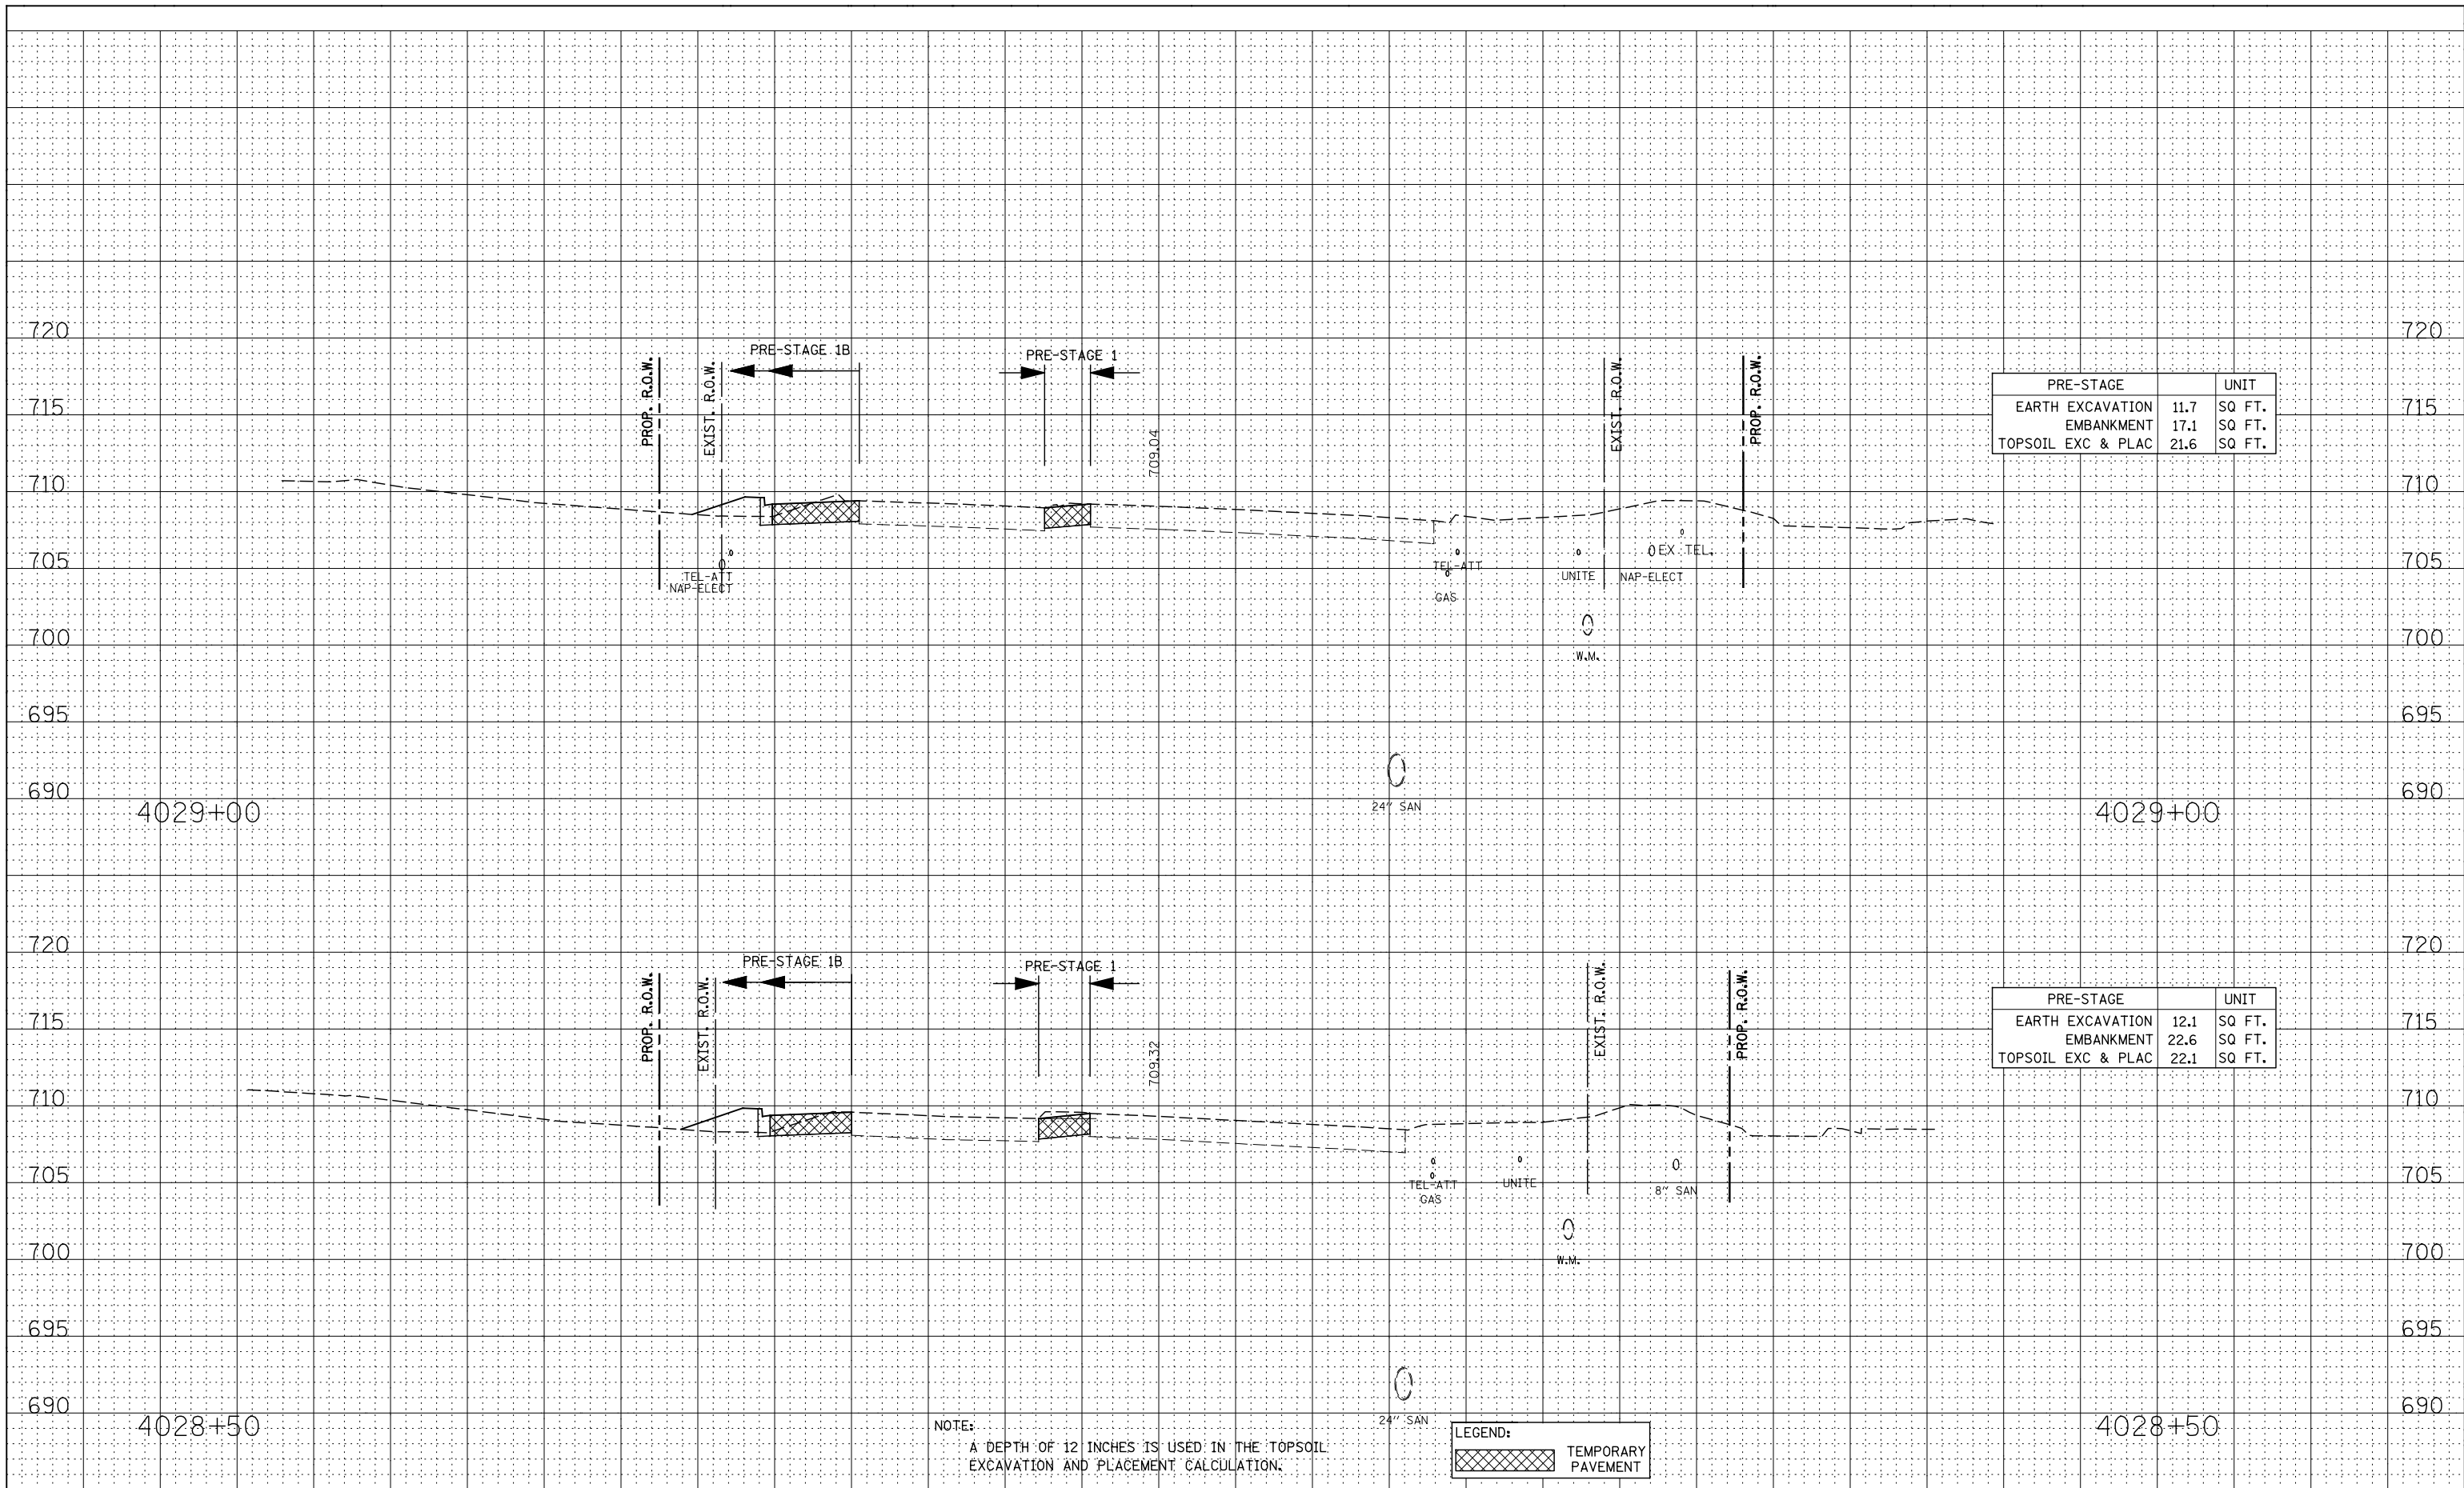 720 720
PRE-STAGE 1B
PRE-STAGE 1
PROP. R.O.W.
EXIST. R.O.W.
EXIST. R.O.W.
PROP. R.O.W.
PRE-STAGE UNIT
EARTH EXCAVATION 11.7 SQ FT.
EMBANKMENT 17.1 SQ FT.
TOPSOIL EXC & PLAC 21.6 SQ FT.
715 715
709.04
710 710
705 705
TEL-ATT
NAP-ELECT
TEL-ATT
GAS
UNITE
EX TEL.
NAP-ELECT
700 700
W.M.
695 695
690 690
24" SAN
4029+00 4029+00
720 720
PRE-STAGE 1B
PRE-STAGE 1
PROP. R.O.W.
EXIST. R.O.W.
EXIST. R.O.W.
PROP. R.O.W.
PRE-STAGE UNIT
EARTH EXCAVATION 12.1 SQ FT.
EMBANKMENT 22.6 SQ FT.
TOPSOIL EXC & PLAC 22.1 SQ FT.
715 715
709.32
710 710
705 705
TEL-ATT
GAS
UNITE
8" SAN
700 700
W.M.
695 695
690 690
24" SAN
4028+50 4028+50
NOTE:
A DEPTH OF 12 INCHES IS USED IN THE TOPSOIL
EXCAVATION AND PLACEMENT CALCULATION.
LEGEND:
TEMPORARY
PAVEMENT